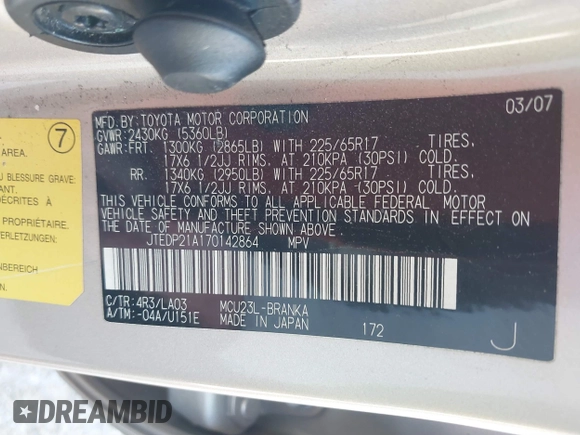 MFD.BY:TOYOTA MOTOR CORPORATION 03/07
GVWR:2430KG (5360LB)
GAWR:FRT. 1300KG (2865LB) WITH 225/65R17 TIRES.
17X6 1/2JJ RIMS. AT 210KPA (30PSI) COLD.
RR. 1340KG (2950LB) WITH 225/65R17 TIRES.
17X6 1/2JJ RIMS. AT 210KPA (30PSI) COLD.
THIS VEHICLE CONFORMS TO ALL APPLICABLE FEDERAL MOTOR
VEHICLE SAFETY AND THEFT PREVENTION STANDARDS IN EFFECT ON
THE DATE OF MANUFACTURE SHOWN ABOVE.
JTEDP21A170142864 MPV
C/TR: 4R3/LA03 MCU23L-BRANKA
A/TM:-04A/U151E MADE IN JAPAN 172 J
7
AREA.
U BLESSURE GRAVE:
ANT.
DÉCRITES À
PROPRIÉTAIRE.
VERLETZUNGEN
ENBEREICH
DREAMBID